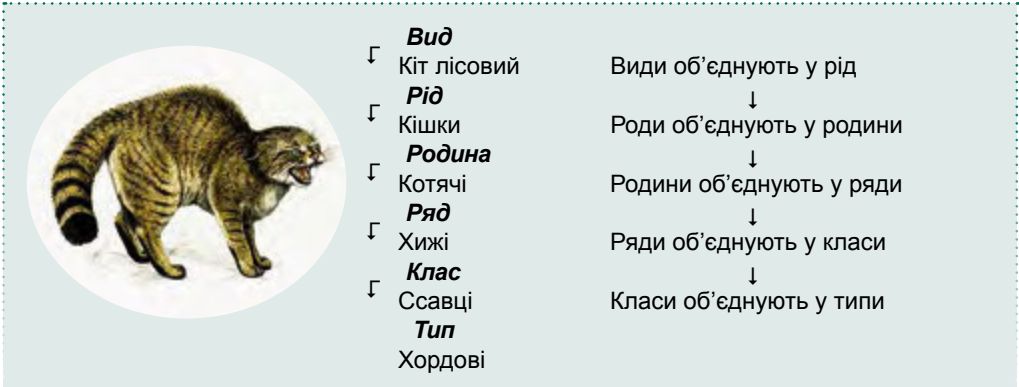 Вид
Кіт лісовий
Види об’єднують у рід
↓
Рід
Кішки
Роди об’єднують у родини
↓
Родина
Котячі
Родини об’єднують у ряди
↓
Ряд
Хижі
Ряди об’єднують у класи
↓
Клас
Ссавці
Класи об’єднують у типи
Тип
Хордові